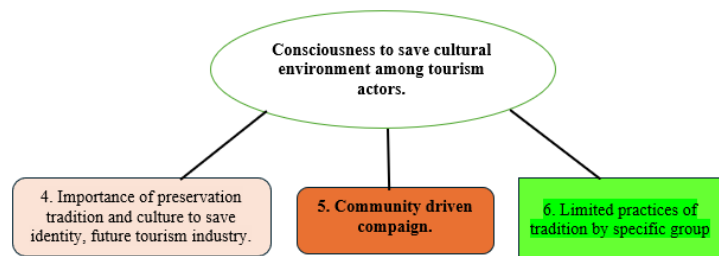 Consciousness to save cultural
environment among tourism
actors.
4. Importance of preservation
tradition and culture to save
identity, future tourism industry.
5. Community driven
compaign.
6. Limited practices of
tradition by specific group